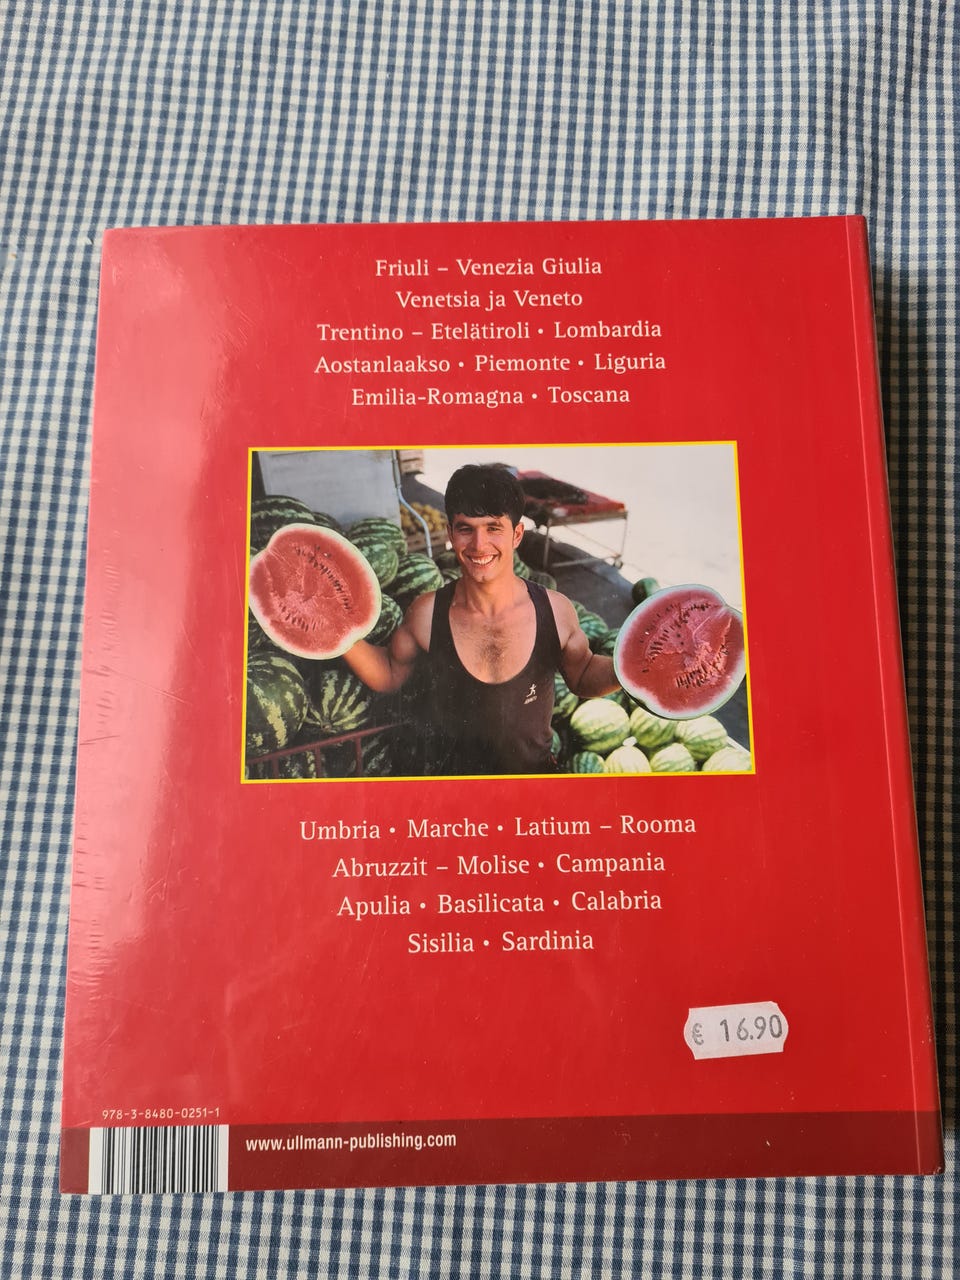 Friuli – Venezia Giulia
Venetsia ja Veneto
Trentino – Etelätiroli • Lombardia
Aostanlaakso • Piemonte • Liguria
Emilia-Romagna • Toscana
Umbria • Marche • Latium – Rooma
Abruzzit – Molise • Campania
Apulia • Basilicata • Calabria
Sisilia • Sardinia
€ 16.90
978-3-8480-0251-1
www.ullmann-publishing.com